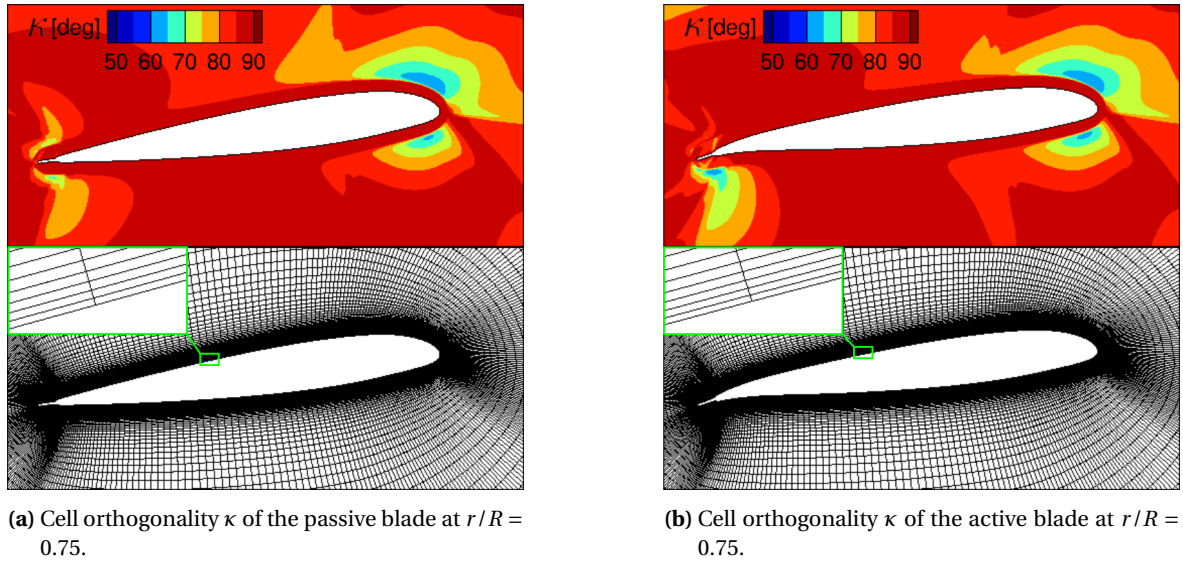 κ [deg]
50 60 70 80 90
κ [deg]
50 60 70 80 90
(a) Cell orthogonality κ of the passive blade at r/R =
0.75.
(b) Cell orthogonality κ of the active blade at r/R =
0.75.